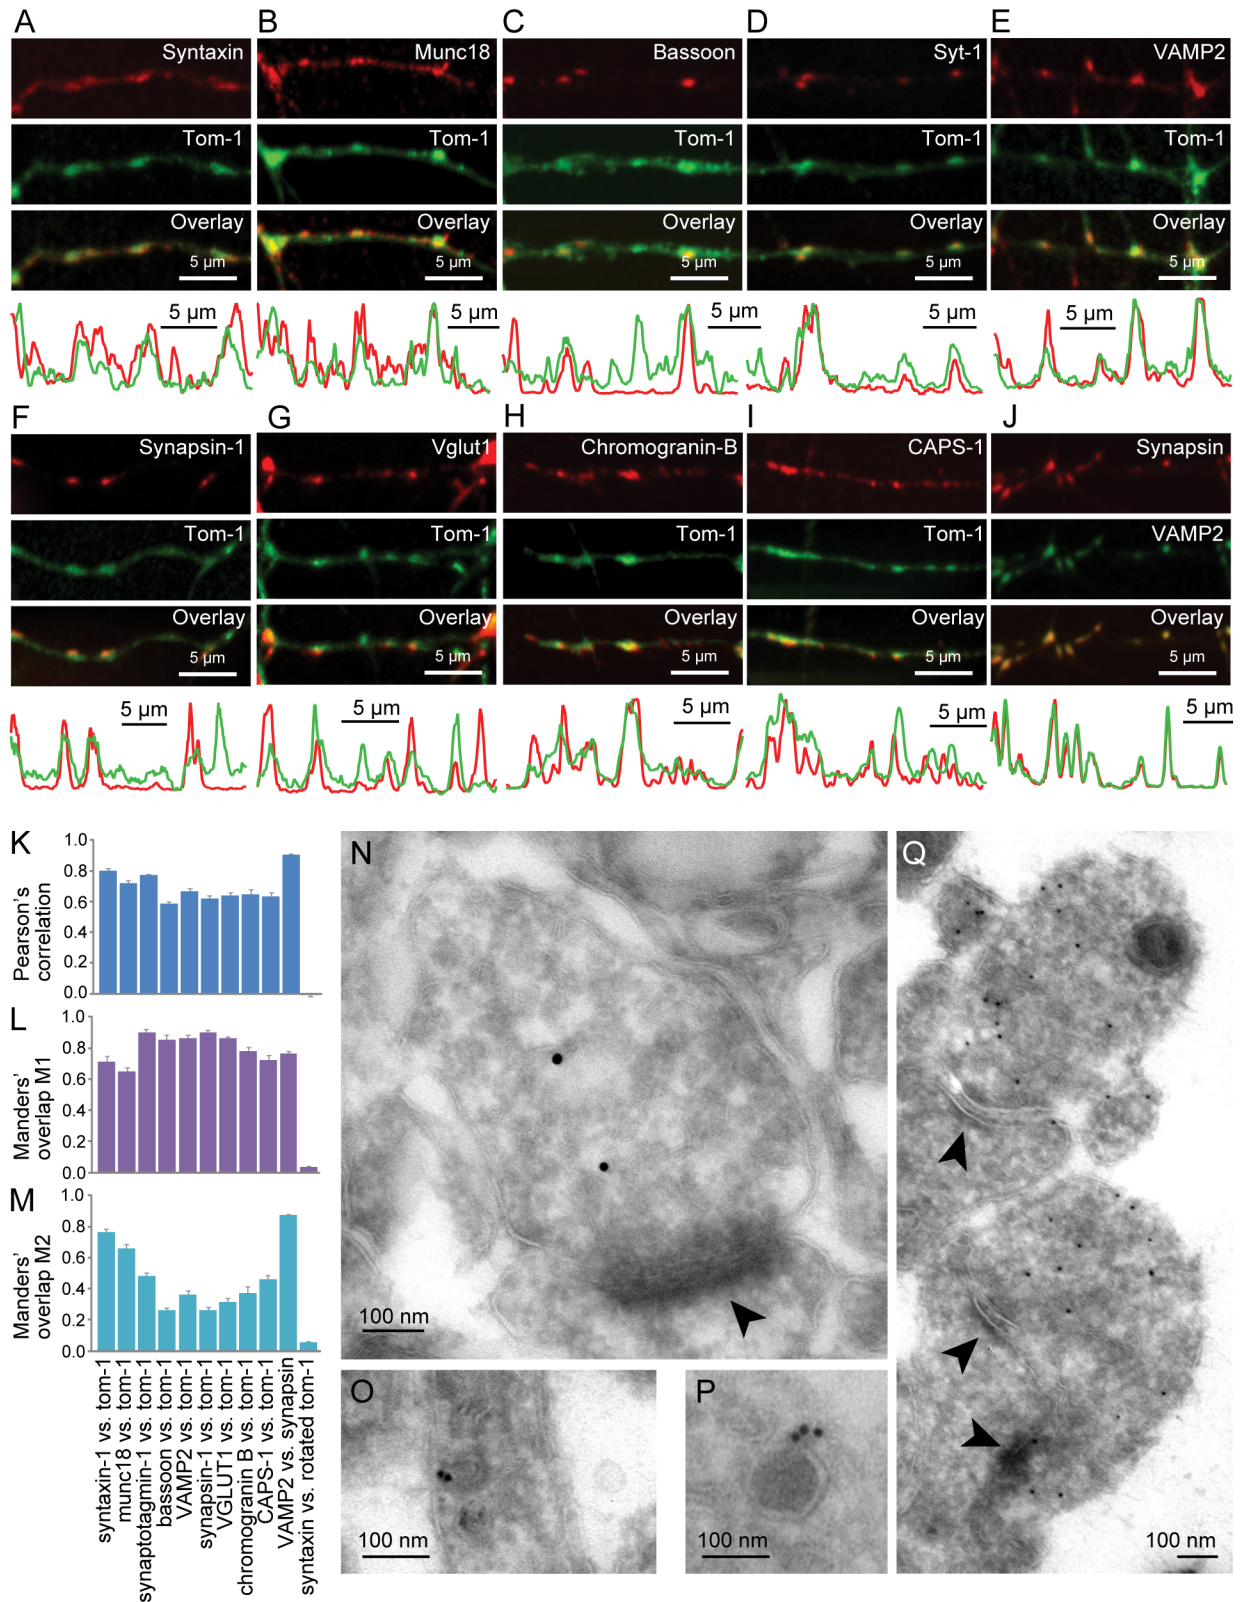 A
B
C
D
E
Syntaxin
Munc18
Bassoon
Syt-1
VAMP2
Tom-1
Tom-1
Tom-1
Tom-1
Tom-1
Overlay
Overlay
Overlay
Overlay
Overlay
5 µm
5 µm
5 µm
5 µm
5 µm
5 µm
5 µm
5 µm
5 µm
5 µm
F
G
H
I
J
Synapsin-1
Vglut1
Chromogranin-B
CAPS-1
Synapsin
Tom-1
Tom-1
Tom-1
Tom-1
VAMP2
Overlay
Overlay
Overlay
Overlay
Overlay
5 µm
5 µm
5 µm
5 µm
5 µm
5 µm
5 µm
5 µm
5 µm
5 µm
K
Pearson's
correlation
1.0
0.8
0.6
0.4
0.2
0.0
L
Manders'
overlap M1
1.0
0.8
0.6
0.4
0.2
0.0
M
Manders'
overlap M2
1.0
0.8
0.6
0.4
0.2
0.0
syntaxin-1 vs. tom-1
munc18 vs. tom-1
synaptotagmin-1 vs. tom-1
bassoon vs. tom-1
VAMP2 vs. tom-1
synapsin-1 vs. tom-1
VGLUT1 vs. tom-1
chromogranin B vs. tom-1
CAPS-1 vs. tom-1
VAMP2 vs. synapsin
syntaxin vs. rotated tom-1
N
100 nm
O
100 nm
P
100 nm
Q
100 nm